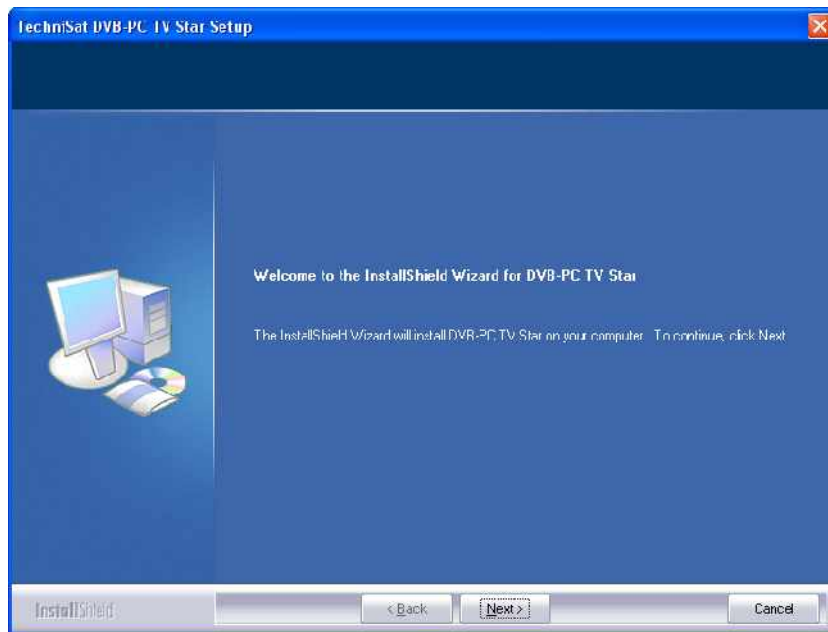 TechniSat DVB-PC TV Star Setup
Welcome to the InstallShield Wizard for DVB-PC TV Star
The InstallShield Wizard will install DVB-PC TV Star on your computer. To continue, click Next.
InstallShield
< Back
Next >
Cancel